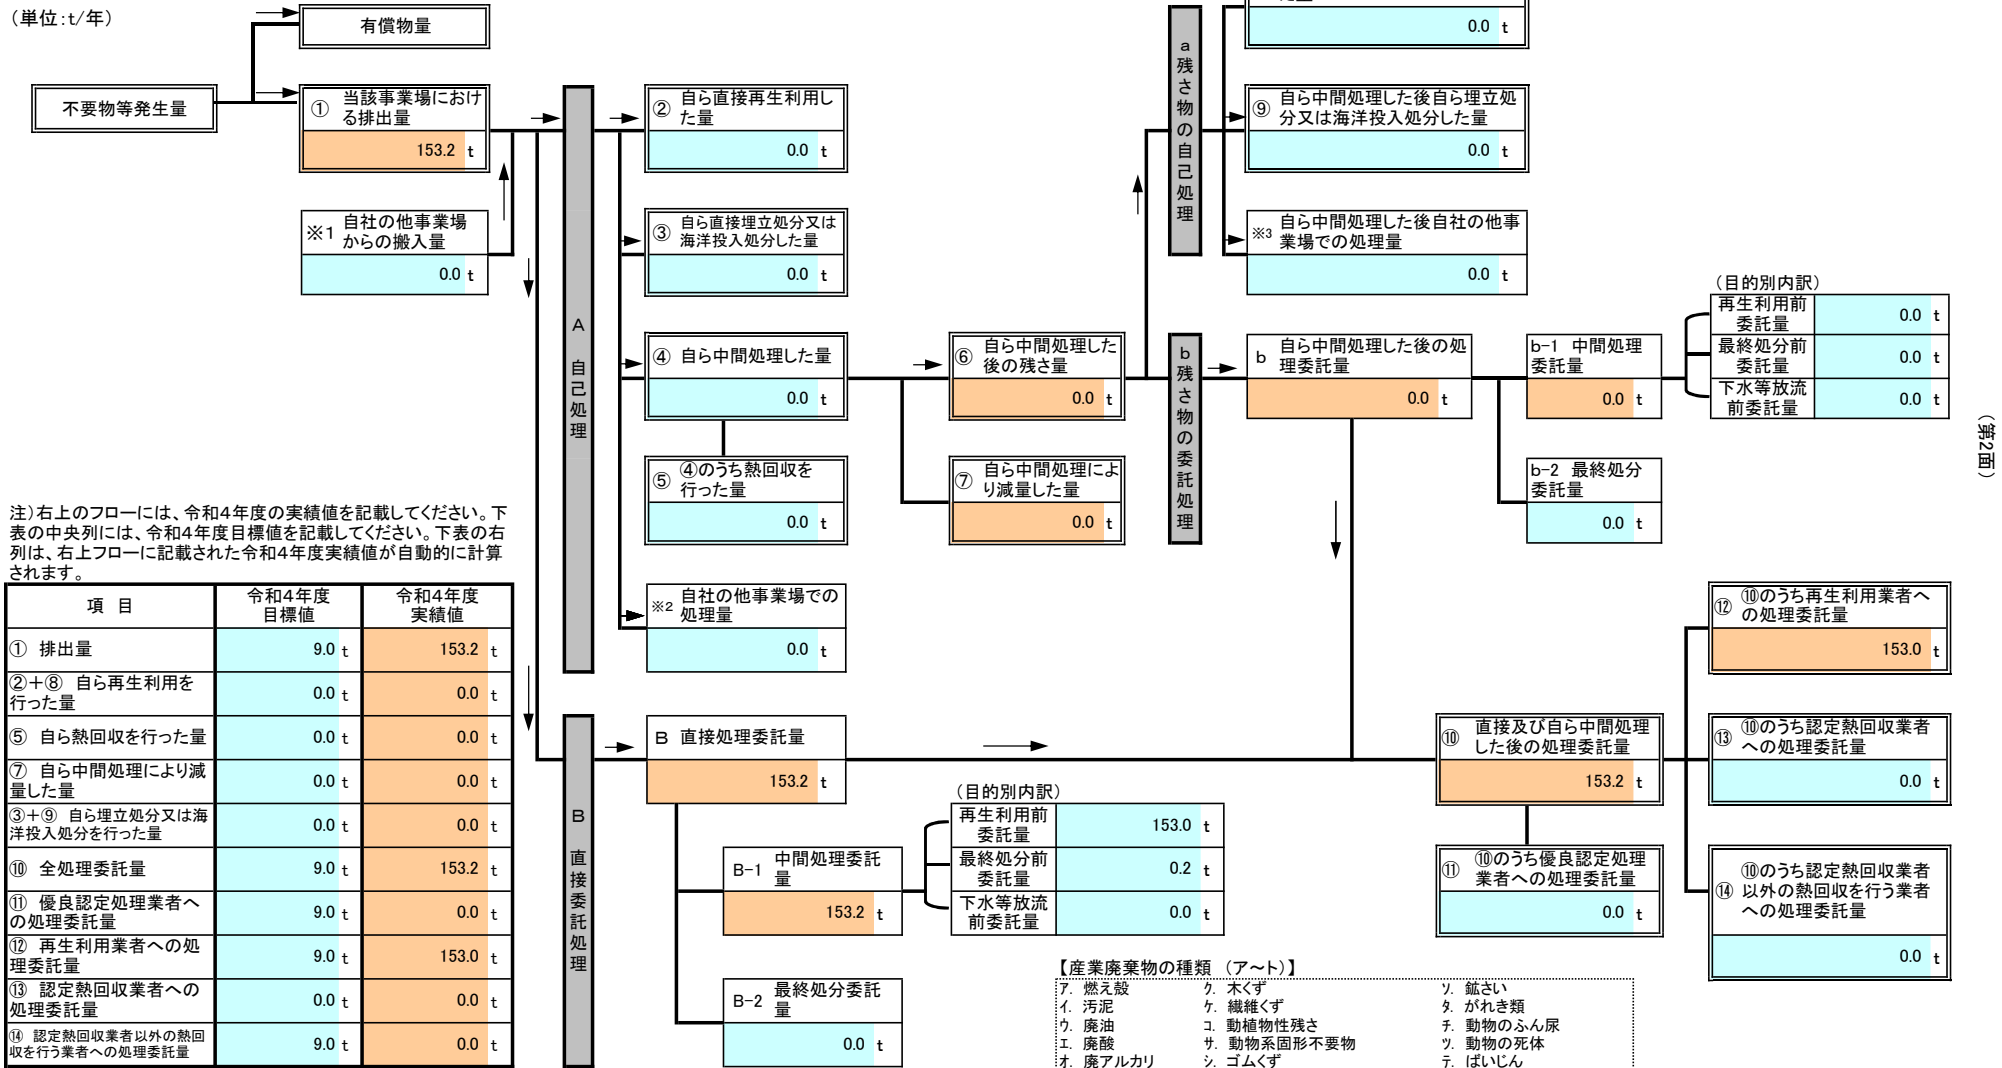 （単位：t/年）
有償物量
不要物等発生量
① 当該事業場におけ
る排出量
153.2 t
※1 自社の他事業場
からの搬入量
0.0 t
A 自己処理
② 自ら直接再生利用し
た量
0.0 t
③ 自ら直接埋立処分又は
海洋投入処分した量
0.0 t
④ 自ら中間処理した量
0.0 t
⑤ ④のうち熱回収を
行った量
0.0 t
※2 自社の他事業場での
処理量
0.0 t
⑥ 自ら中間処理した
後の残さ量
0.0 t
⑦ 自ら中間処理によ
り減量した量
0.0 t
a 残さ物の自己処理
0.0 t
⑨ 自ら中間処理した後自ら埋立処
分又は海洋投入処分した量
0.0 t
※3 自ら中間処理した後自社の他事
業場での処理量
0.0 t
b 残さ物の委託処理
b 自ら中間処理した後の処
理委託量
0.0 t
b-1 中間処理
委託量
0.0 t
b-2 最終処分
委託量
0.0 t
（目的別内訳）
再生利用前
委託量 0.0 t
最終処分前
委託量 0.0 t
下水等放流
前委託量 0.0 t
（第2面）
注）右上のフローには、令和4年度の実績値を記載してください。下
表の中央列には、令和4年度目標値を記載してください。下表の右
列は、右上フローに記載された令和4年度実績値が自動的に計算
されます。
項 目 令和4年度 目標値 令和4年度 実績値
① 排出量 9.0 t 153.2 t
②＋⑧ 自ら再生利用を
行った量 0.0 t 0.0 t
⑤ 自ら熱回収を行った量 0.0 t 0.0 t
⑦ 自ら中間処理により減
量した量 0.0 t 0.0 t
③＋⑨ 自ら埋立処分又は海
洋投入処分を行った量 0.0 t 0.0 t
⑩ 全処理委託量 9.0 t 153.2 t
⑪ 優良認定処理業者へ
の処理委託量 9.0 t 0.0 t
⑫ 再生利用業者への処
理委託量 9.0 t 153.0 t
⑬ 認定熱回収業者への
処理委託量 0.0 t 0.0 t
⑭ 認定熱回収業者以外の熱回
収を行う業者への処理委託量 9.0 t 0.0 t
B 直接委託処理
B 直接処理委託量
153.2 t
B-1 中間処理委託
量
153.2 t
B-2 最終処分委託
量
0.0 t
（目的別内訳）
再生利用前
委託量 153.0 t
最終処分前
委託量 0.2 t
下水等放流
前委託量 0.0 t
⑩ 直接及び自ら中間処理
した後の処理委託量
153.2 t
⑪ ⑩のうち優良認定処理
業者への処理委託量
0.0 t
⑫ ⑩のうち再生利用業者へ
の処理委託量
153.0 t
⑬ ⑩のうち認定熱回収業者
への処理委託量
0.0 t
⑭ ⑩のうち認定熱回収業者
以外の熱回収を行う業者
への処理委託量
0.0 t
【産業廃棄物の種類 （ア～ト）】
ア. 燃え殻 ク. 木くず ソ. 鉱さい
イ. 汚泥 ケ. 繊維くず タ. がれき類
ウ. 廃油 コ. 動植物性残さ チ. 動物のふん尿
エ. 廃酸 サ. 動物系固形不要物 ツ. 動物の死体
オ. 廃アルカリ シ. ゴムくず テ. ばいじん